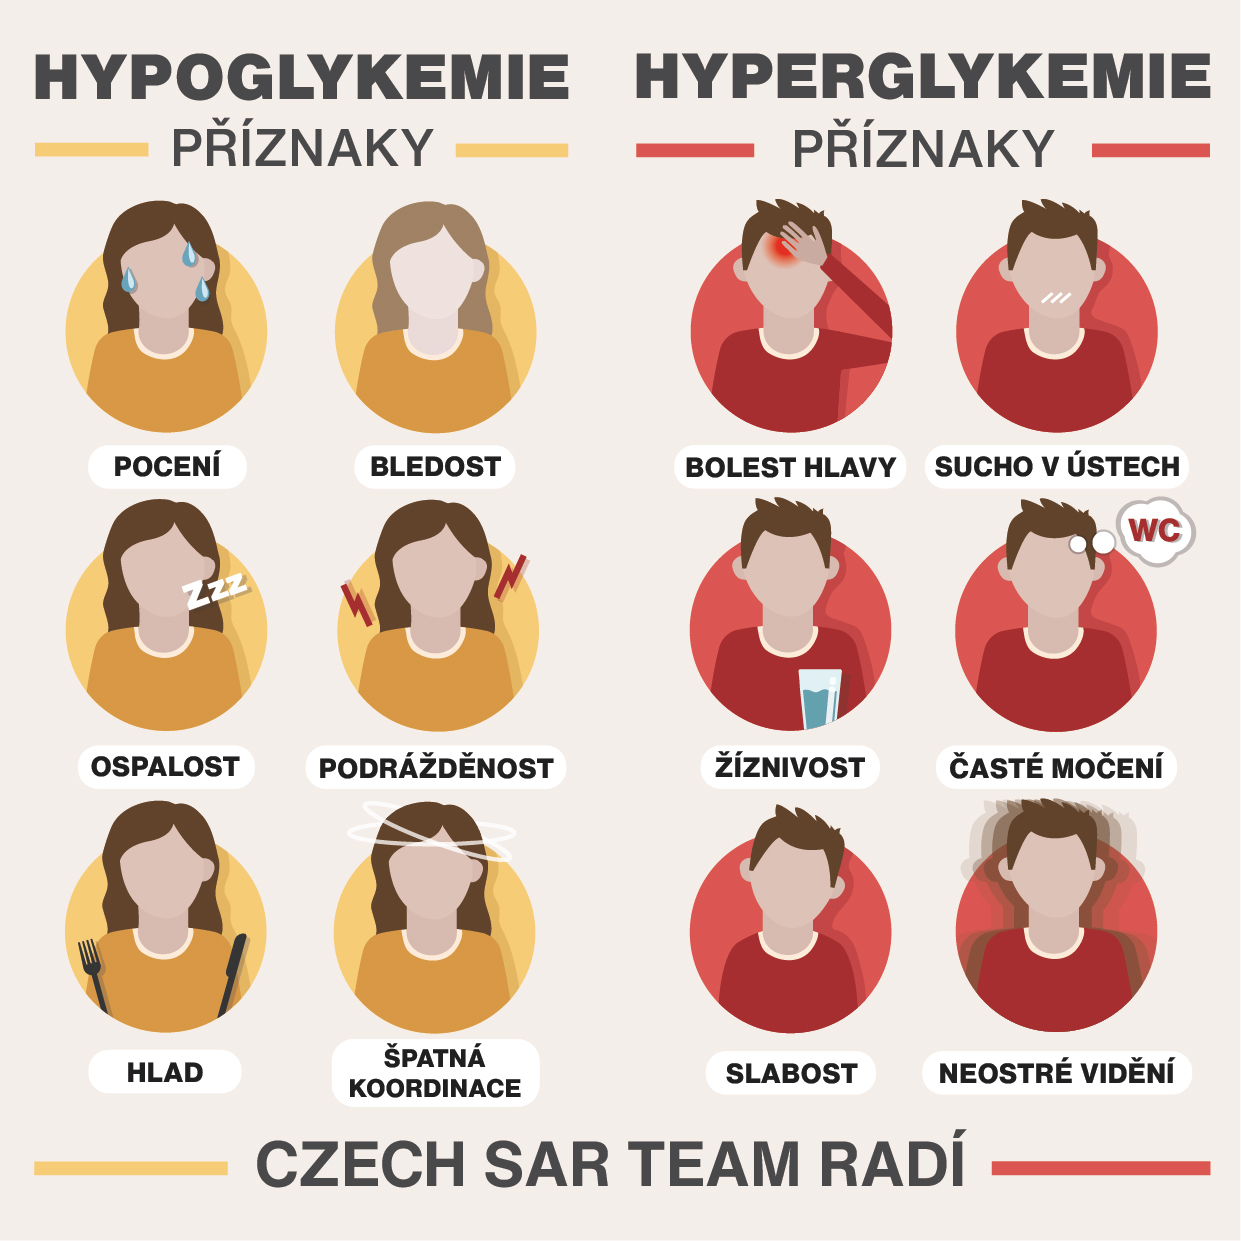 HYPOGLYKEMIE
PŘÍZNAKY
POCENÍ
BLEDOST
Zzz
OSPALOST
PODRÁŽDĚNOST
HLAD
ŠPATNÁ
KOORDINACE
HYPERGLYKEMIE
PŘÍZNAKY
BOLEST HLAVY
SUCHO V ÚSTECH
WC
ŽÍZNIVOST
ČASTÉ MOČENÍ
SLABOST
NEOSTRÉ VIDĚNÍ
CZECH SAR TEAM RADÍ